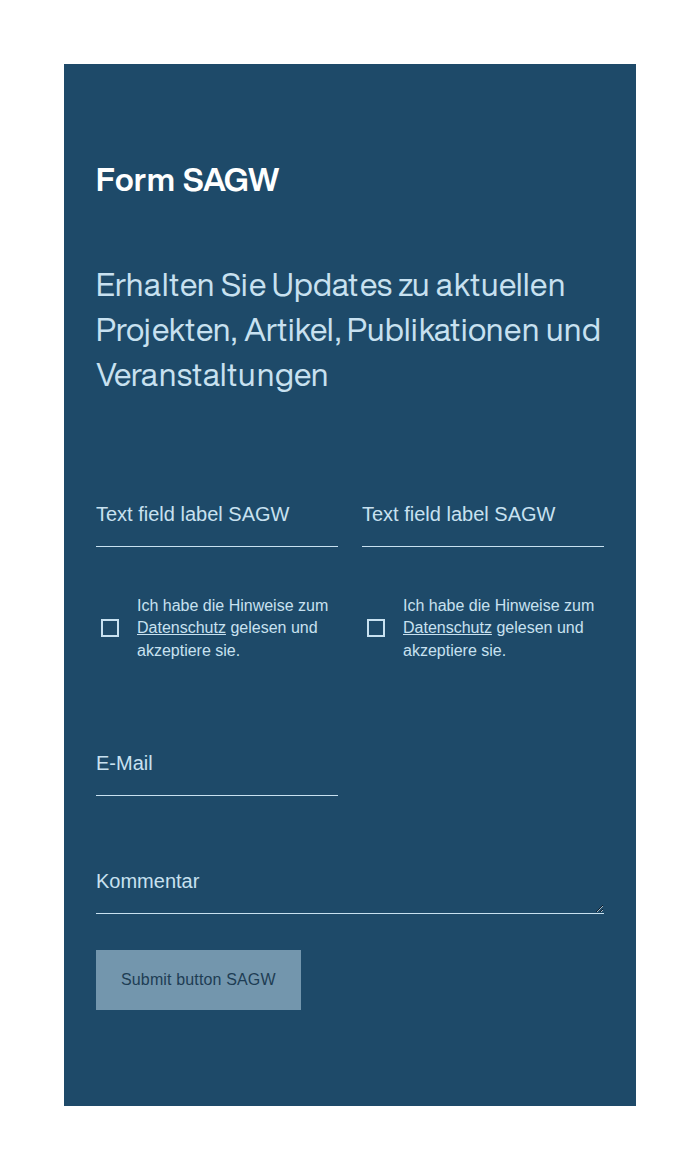 Form SAGW
Erhalten Sie Updates zu aktuellen
Projekten, Artikel, Publikationen und
Veranstaltungen
Text field label SAGW
Text field label SAGW
Ich habe die Hinweise zum
Datenschutz gelesen und
akzeptiere sie.
Ich habe die Hinweise zum
Datenschutz gelesen und
akzeptiere sie.
E-Mail
Kommentar
Submit button SAGW